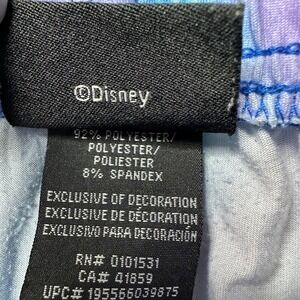 ©Disney
92% POLYESTER/
POLYESTER/
POLIESTER
8% SPANDEX
EXCLUSIVE OF DECORATION
EXCLUSIVE DE DÉCORATION
EXCLUSIVO PARA DECORACIÓN
RN# 0101531
CA# 41859
UPC# 195566039875